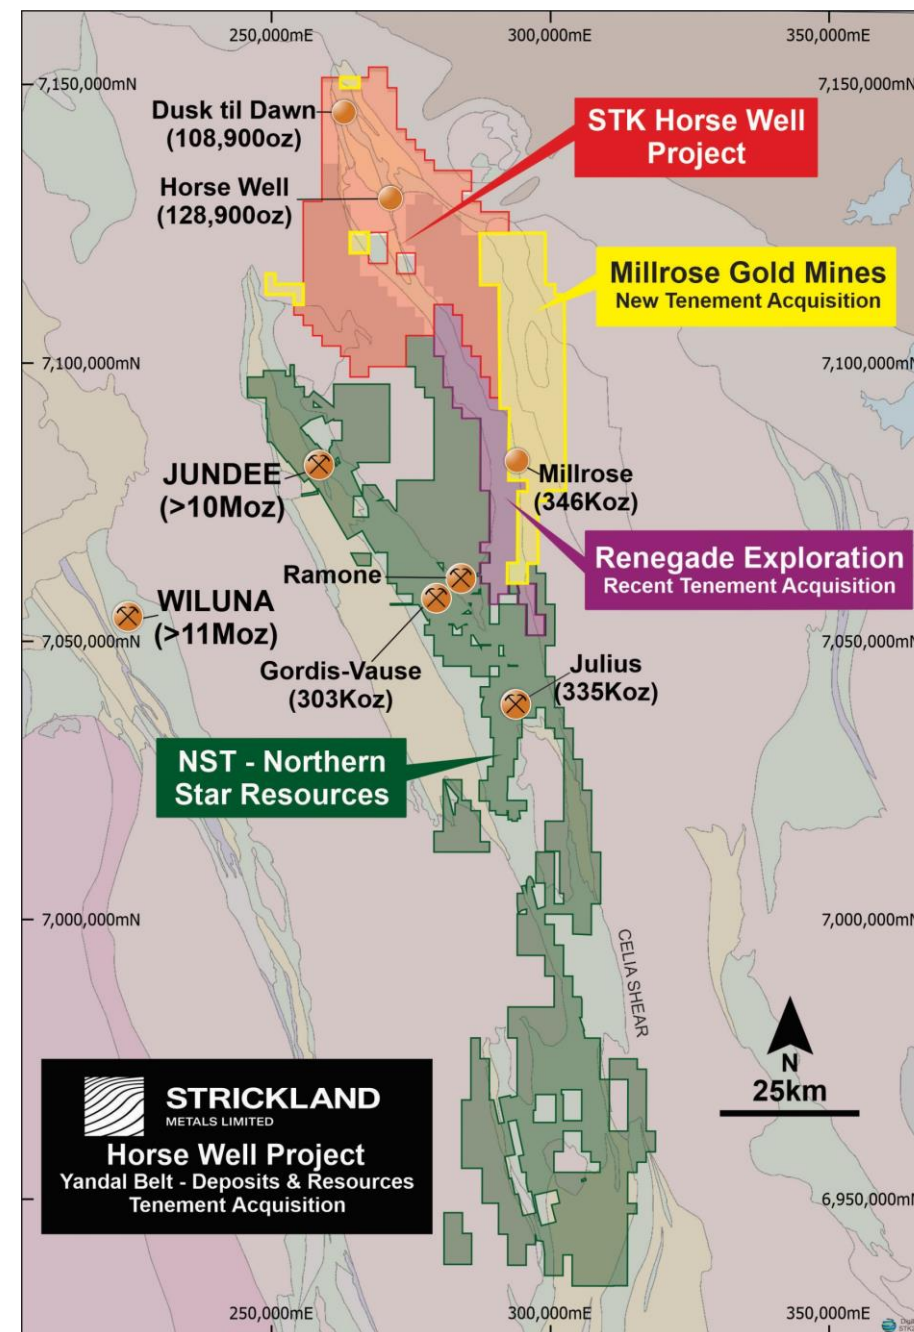 250,000mE
300,000mE
350,000mE
7,150,000mN
7,150,000mN
Dusk til Dawn
(108,900oz)
STK Horse Well
Project
Horse Well
(128,900oz)
Millrose Gold Mines
New Tenement Acquisition
7,100,000mN
7,100,000mN
JUNDEE
(>10Moz)
Millrose
(346Koz)
Renegade Exploration
Recent Tenement Acquisition
Ramone
WILUNA
(>11Moz)
7,050,000mN
7,050,000mN
Gordis-Vause
(303Koz)
Julius
(335Koz)
NST - Northern
Star Resources
7,000,000mN
7,000,000mN
CELIA SHEAR
N
25km
STRICKLAND
METALS LIMITED
Horse Well Project
Yandal Belt - Deposits & Resources
Tenement Acquisition
6,950,000mN
250,000mE
300,000mE
350,000mE